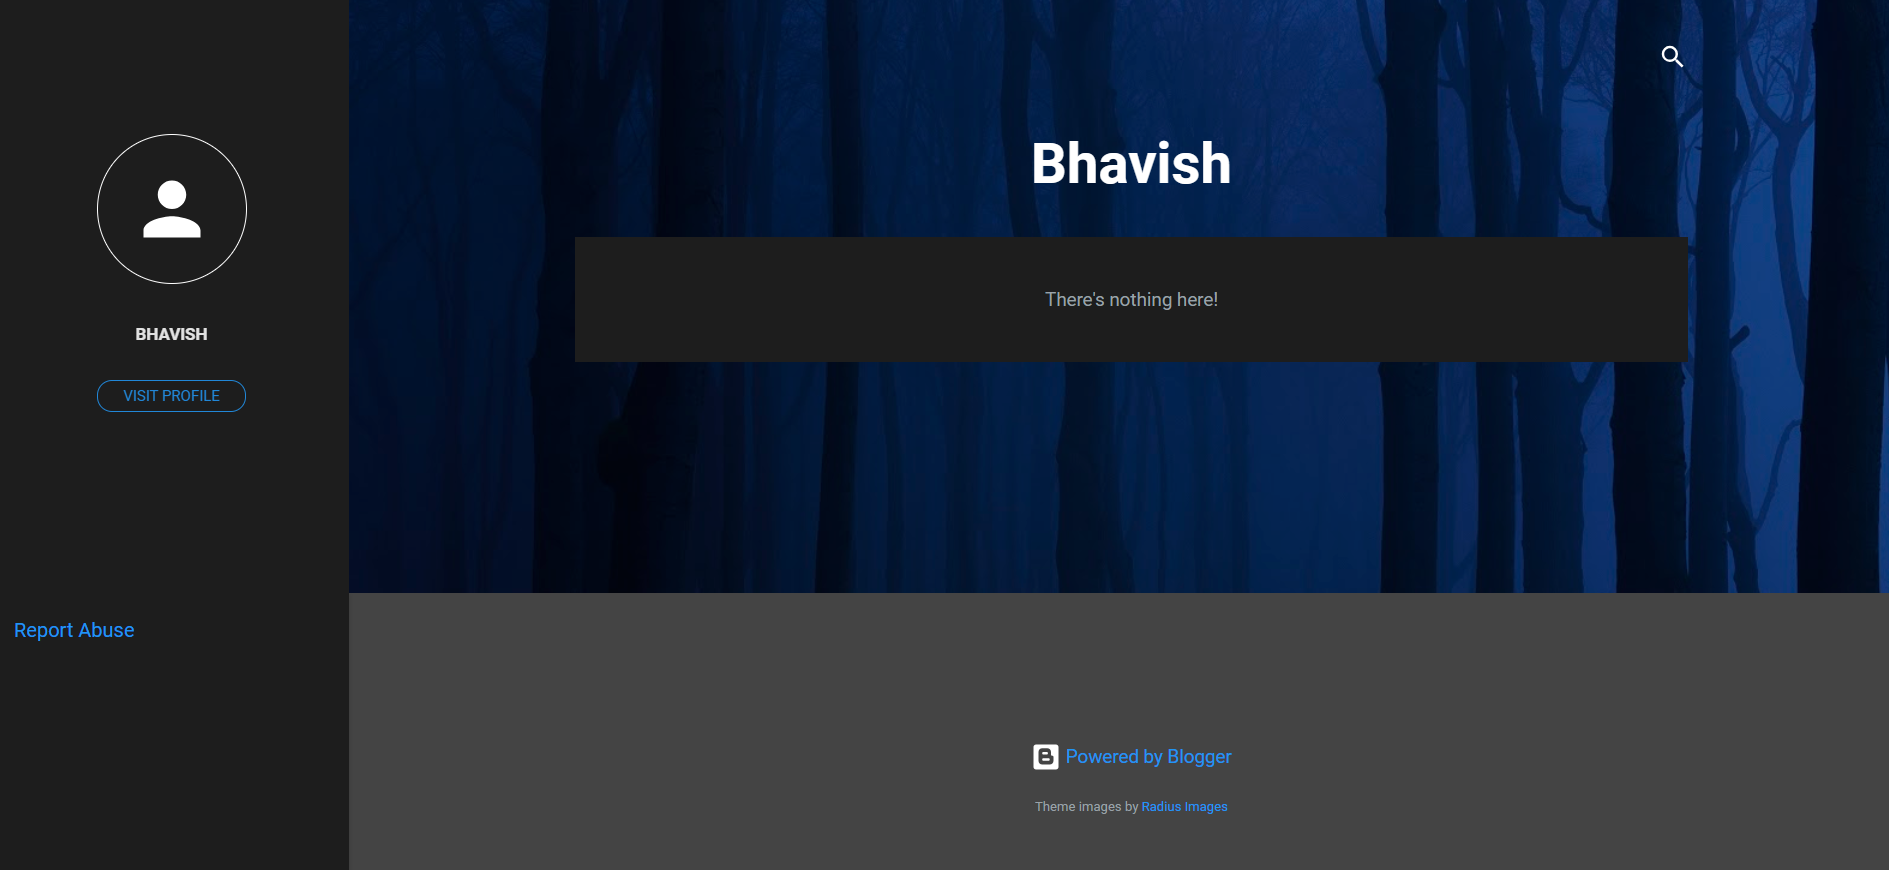 BHAVISH
VISIT PROFILE
Report Abuse
Bhavish
There's nothing here!
Powered by Blogger
Theme images by Radius Images